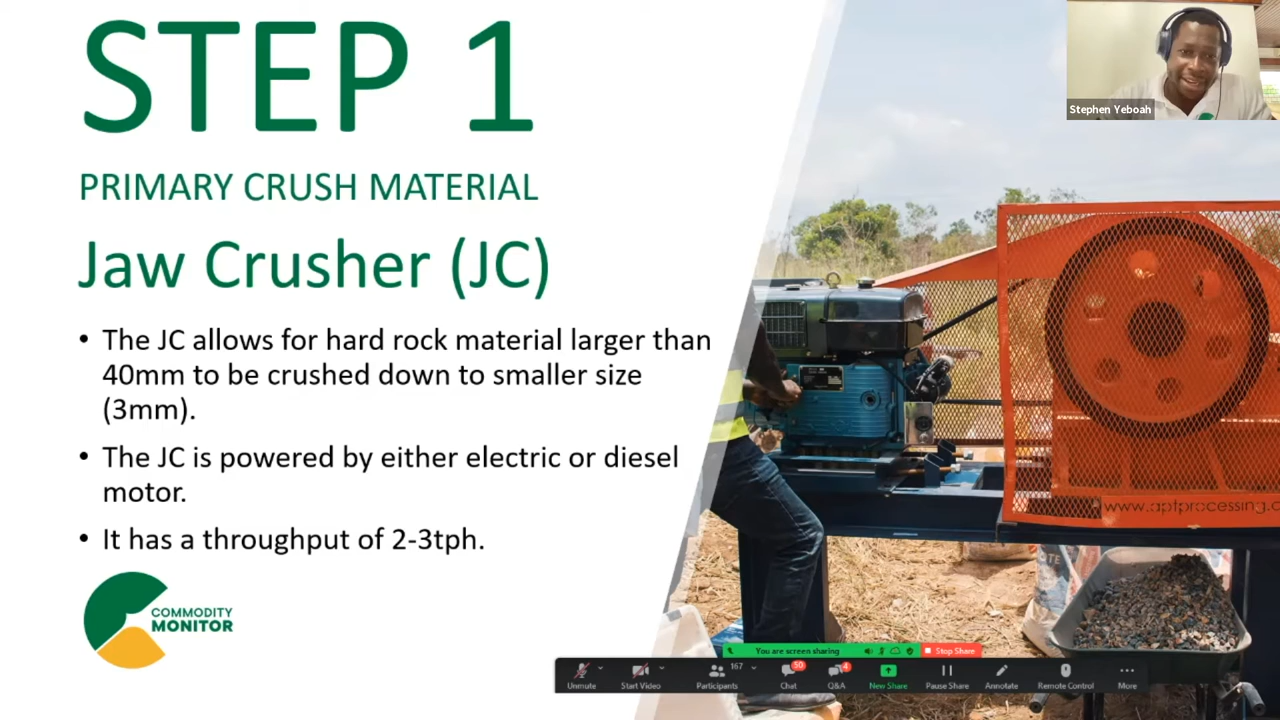 STEP 1
PRIMARY CRUSH MATERIAL
Jaw Crusher (JC)
• The JC allows for hard rock material larger than
40mm to be crushed down to smaller size
(3mm).
• The JC is powered by either electric or diesel
motor.
• It has a throughput of 2-3tph.
COMMODITY
MONITOR
Stephen Yeboah
www.aptprocessing.c
You are screen sharing
Stop Share
Unmute
Start Video
Participants
167
Chat
50
Q&A
4
New Share
Pause Share
Annotate
Remote Control
More